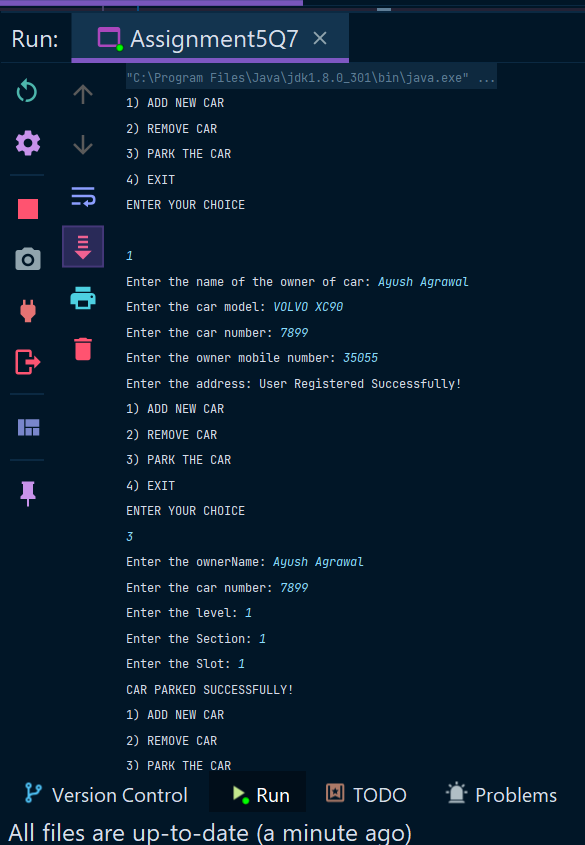 Run: Assignment5Q7
"C:\Program Files\Java\jdk1.8.0_301\bin\java.exe" ...
1) ADD NEW CAR
2) REMOVE CAR
3) PARK THE CAR
4) EXIT
ENTER YOUR CHOICE
1
Enter the name of the owner of car: Ayush Agrawal
Enter the car model: VOLVO XC90
Enter the car number: 7899
Enter the owner mobile number: 35055
Enter the address: User Registered Successfully!
1) ADD NEW CAR
2) REMOVE CAR
3) PARK THE CAR
4) EXIT
ENTER YOUR CHOICE
3
Enter the ownerName: Ayush Agrawal
Enter the car number: 7899
Enter the level: 1
Enter the Section: 1
Enter the Slot: 1
CAR PARKED SUCCESSFULLY!
1) ADD NEW CAR
2) REMOVE CAR
3) PARK THE CAR
Version Control Run TODO Problems
All files are up-to-date (a minute ago)